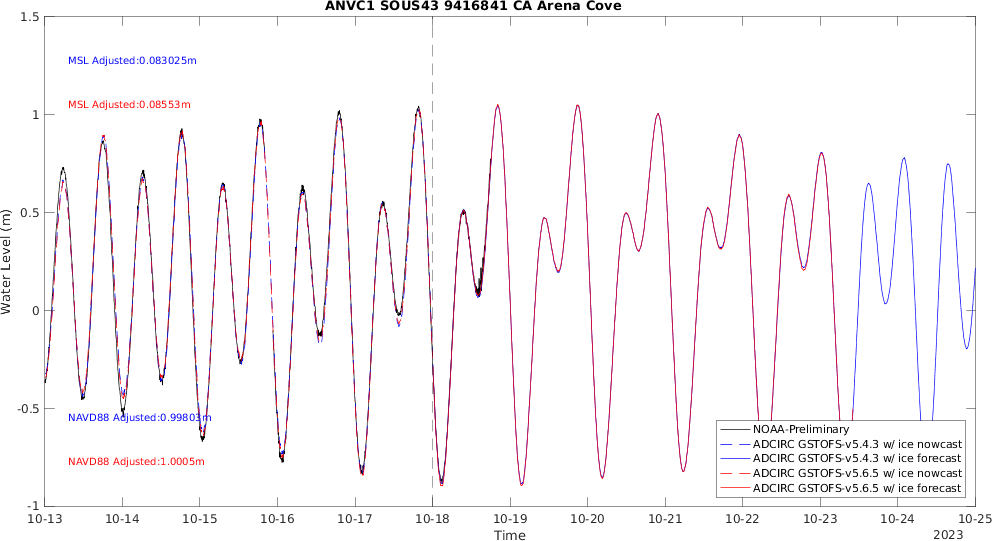 ANVC1 SOUS43 9416841 CA Arena Cove
1.5
1
0.5
0
-0.5
-1
Water Level (m)
MSL Adjusted:0.083025m
MSL Adjusted:0.08553m
NAVD88 Adjusted:0.99803m
NAVD88 Adjusted:1.0005m
NOAA-Preliminary
ADCIRC GSTOFS-v5.4.3 w/ ice nowcast
ADCIRC GSTOFS-v5.4.3 w/ ice forecast
ADCIRC GSTOFS-v5.6.5 w/ ice nowcast
ADCIRC GSTOFS-v5.6.5 w/ ice forecast
10-13 10-14 10-15 10-16 10-17 10-18 10-19 10-20 10-21 10-22 10-23 10-24 10-25
Time
2023